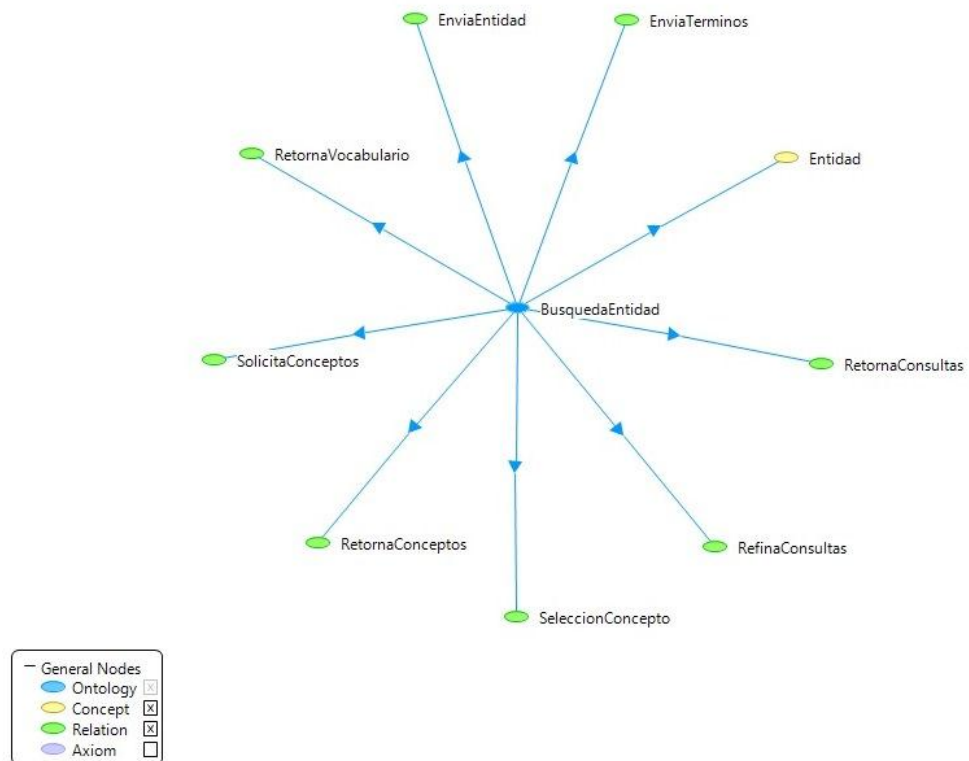 EnviaEntidad
EnviaTerminos
RetornaVocabulario
Entidad
BusquedaEntidad
SolicitaConceptos
RetornaConsultas
RetornaConceptos
RefinaConsultas
SeleccionConcepto
General Nodes
Ontology
Concept
Relation
Axiom